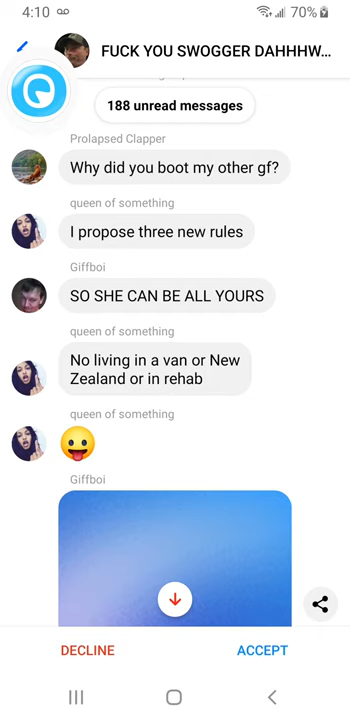 4:10
70%
FUCK YOU SWOGGER DAHHHW...
188 unread messages
Prolapsed Clapper
Why did you boot my other gf?
queen of something
I propose three new rules
Giffboi
SO SHE CAN BE ALL YOURS
queen of something
No living in a van or New
Zealand or in rehab
queen of something
Giffboi
DECLINE
ACCEPT